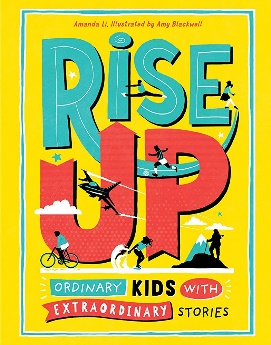 Amanda Li, Illustrated by Amy Blackwell
RiSE
UP
ORDINARY KIDS WITH
EXTRAORDINARY STORIES